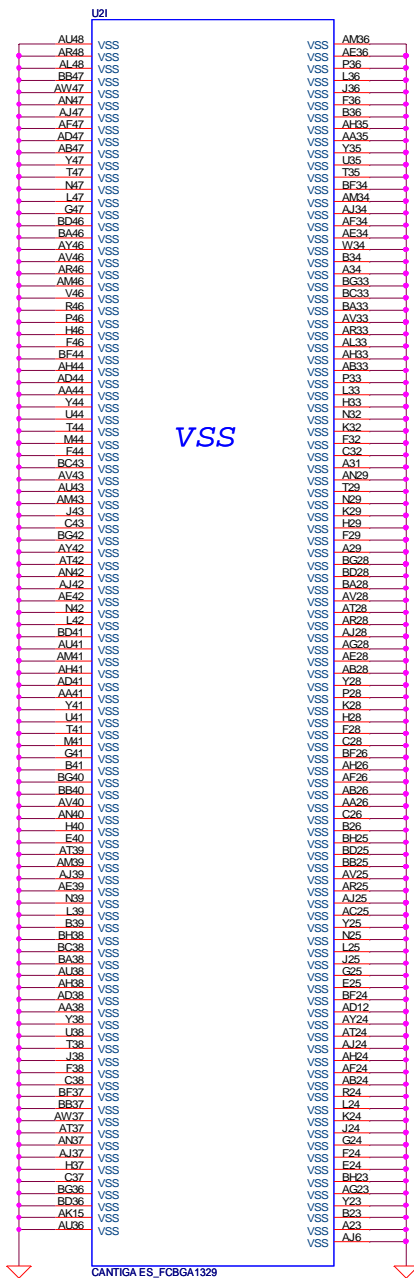 U2I
AU48 VSS VSS AM36
AR48 VSS VSS AE36
AL48 VSS VSS P36
BB47 VSS VSS L36
AW47 VSS VSS J36
AN47 VSS VSS F36
AJ47 VSS VSS B36
AF47 VSS VSS AH35
AD47 VSS VSS AA35
AB47 VSS VSS Y35
Y47 VSS VSS U35
T47 VSS VSS T35
N47 VSS VSS BF34
L47 VSS VSS AM34
G47 VSS VSS AJ34
BD46 VSS VSS AF34
BA46 VSS VSS AE34
AY46 VSS VSS W34
AV46 VSS VSS B34
AR46 VSS VSS A34
AM46 VSS VSS BG33
V46 VSS VSS BC33
R46 VSS VSS BA33
P46 VSS VSS AV33
H46 VSS VSS AR33
F46 VSS VSS AL33
BF44 VSS VSS AH33
AH44 VSS VSS AB33
AD44 VSS VSS P33
AA44 VSS VSS L33
Y44 VSS VSS H33
U44 VSS VSS N32
T44 VSS VSS K32
VSS
M44 VSS VSS F32
F44 VSS VSS C32
BC43 VSS VSS A31
AV43 VSS VSS AN29
AU43 VSS VSS T29
AM43 VSS VSS N29
J43 VSS VSS K29
C43 VSS VSS H29
BG42 VSS VSS F29
AY42 VSS VSS A29
AT42 VSS VSS BG28
AN42 VSS VSS BD28
AJ42 VSS VSS BA28
AE42 VSS VSS AV28
N42 VSS VSS AT28
L42 VSS VSS AR28
BD41 VSS VSS AJ28
AU41 VSS VSS AG28
AM41 VSS VSS AE28
AH41 VSS VSS AB28
AD41 VSS VSS Y28
AA41 VSS VSS P28
Y41 VSS VSS K28
U41 VSS VSS H28
T41 VSS VSS F28
M41 VSS VSS C28
G41 VSS VSS BF26
B41 VSS VSS AH26
BG40 VSS VSS AF26
BB40 VSS VSS AB26
AV40 VSS VSS AA26
AN40 VSS VSS C26
H40 VSS VSS B26
E40 VSS VSS BH25
AT39 VSS VSS BD25
AM39 VSS VSS BB25
AJ39 VSS VSS AV25
AE39 VSS VSS AR25
N39 VSS VSS AJ25
L39 VSS VSS AC25
B39 VSS VSS Y25
BH38 VSS VSS N25
BC38 VSS VSS L25
BA38 VSS VSS J25
AU38 VSS VSS G25
AH38 VSS VSS E25
AD38 VSS VSS BF24
AA38 VSS VSS AD12
Y38 VSS VSS AY24
U38 VSS VSS AT24
T38 VSS VSS AJ24
J38 VSS VSS AH24
F38 VSS VSS AF24
C38 VSS VSS AB24
BF37 VSS VSS R24
BB37 VSS VSS L24
AW37 VSS VSS K24
AT37 VSS VSS J24
AN37 VSS VSS G24
AJ37 VSS VSS F24
H37 VSS VSS E24
C37 VSS VSS BH23
BG36 VSS VSS AG23
BD36 VSS VSS Y23
AK15 VSS VSS B23
AU36 VSS VSS A23
VSS AJ6
CANTIGA ES_FCBGA1329